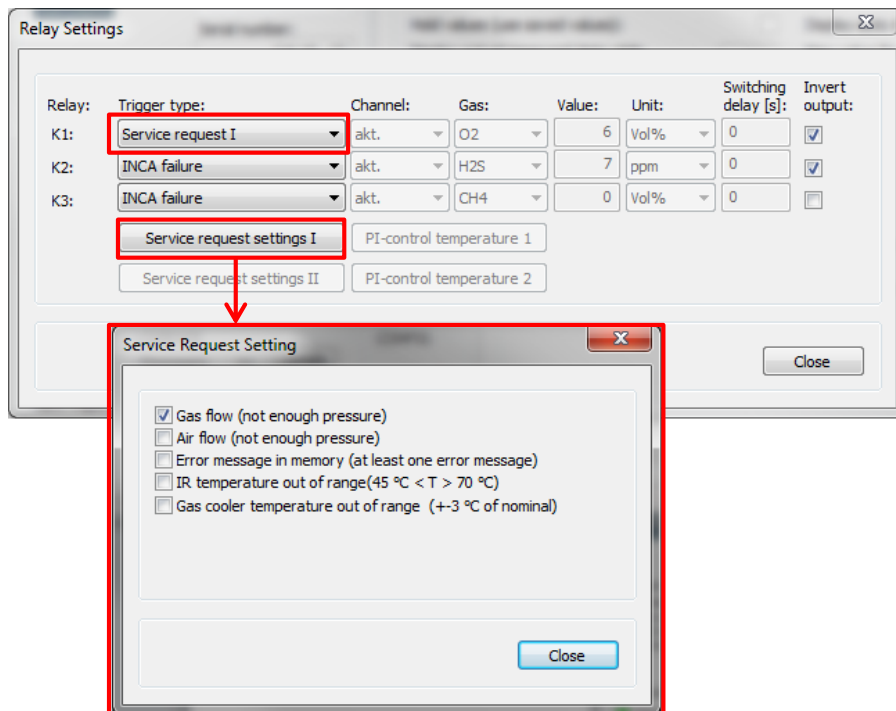 Relay Settings
Relay: Trigger type: Channel: Gas: Value: Unit: Switching delay [s]: Invert output:
K1: Service request I akt. O2 6 Vol% 0
K2: INCA failure akt. H2S 7 ppm 0
K3: INCA failure akt. CH4 0 Vol% 0
Service request settings I PI-control temperature 1
Service request settings II PI-control temperature 2
Close
Service Request Setting
Gas flow (not enough pressure)
Air flow (not enough pressure)
Error message in memory (at least one error message)
IR temperature out of range(45 ºC < T > 70 ºC)
Gas cooler temperature out of range (+-3 ºC of nominal)
Close